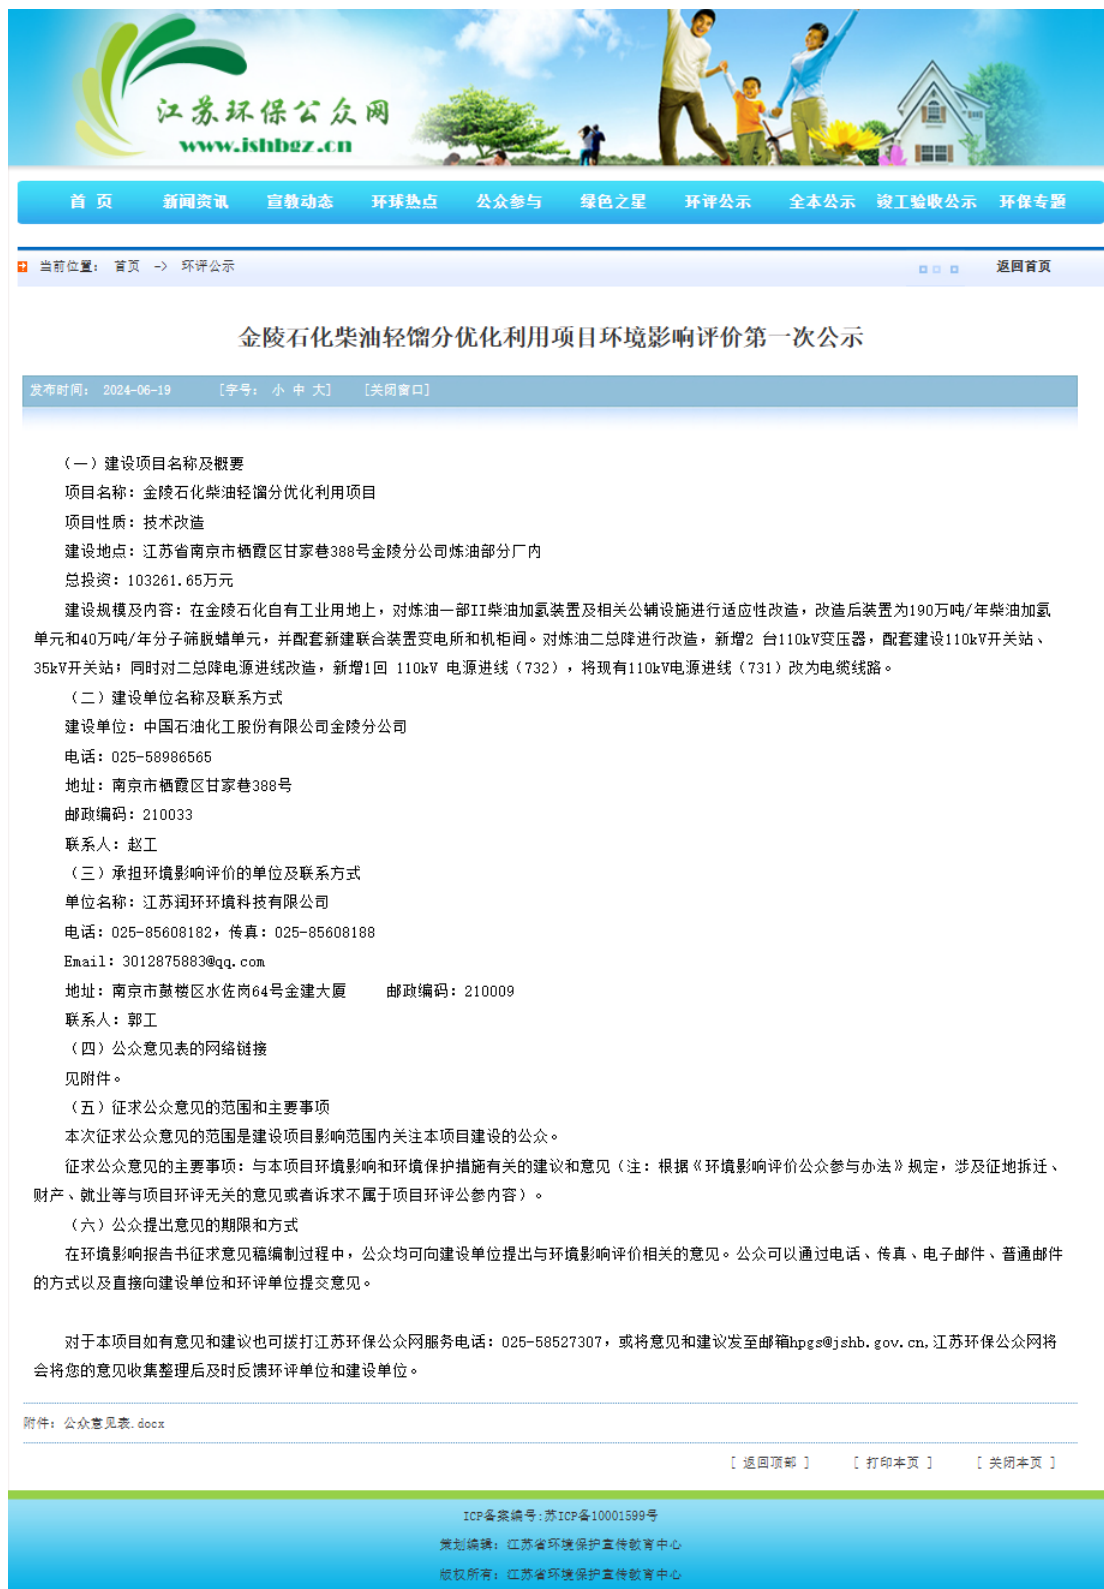 江苏环保公众网
www.jshbgz.cn
首 页 新闻资讯 宣教动态 环球热点 公众参与 绿色之星 环评公示 全本公示 竣工验收公示 环保专题
当前位置: 首页 -> 环评公示 返回首页
金陵石化柴油轻馏分优化利用项目环境影响评价第一次公示
发布时间: 2024-06-19 [字号: 小 中 大] [关闭窗口]
（一）建设项目名称及概要
项目名称：金陵石化柴油轻馏分优化利用项目
项目性质：技术改造
建设地点：江苏省南京市栖霞区甘家巷388号金陵分公司炼油部分厂内
总投资：103261.65万元
建设规模及内容：在金陵石化自有工业用地上，对炼油一部II柴油加氢装置及相关公辅设施进行适应性改造，改造后装置为190万吨/年柴油加氢
单元和40万吨/年分子筛脱蜡单元，并配套新建联合装置变电所和机柜间。对炼油二总降进行改造，新增2 台110kV变压器，配套建设110kV开关站、
35kV开关站；同时对二总降电源进线改造，新增1回 110kV 电源进线（732），将现有110kV电源进线（731）改为电缆线路。
（二）建设单位名称及联系方式
建设单位：中国石油化工股份有限公司金陵分公司
电话：025-58986565
地址：南京市栖霞区甘家巷388号
邮政编码：210033
联系人：赵工
（三）承担环境影响评价的单位及联系方式
单位名称：江苏润环环境科技有限公司
电话：025-85608182，传真：025-85608188
Email：3012875883@qq.com
地址：南京市鼓楼区水佐岗64号金建大厦 邮政编码：210009
联系人：郭工
（四）公众意见表的网络链接
见附件。
（五）征求公众意见的范围和主要事项
本次征求公众意见的范围是建设项目影响范围内关注本项目建设的公众。
征求公众意见的主要事项：与本项目环境影响和环境保护措施有关的建议和意见（注：根据《环境影响评价公众参与办法》规定，涉及征地拆迁、
财产、就业等与项目环评无关的意见或者诉求不属于项目环评公参内容）。
（六）公众提出意见的期限和方式
在环境影响报告书征求意见稿编制过程中，公众均可向建设单位提出与环境影响评价相关的意见。公众可以通过电话、传真、电子邮件、普通邮件
的方式以及直接向建设单位和环评单位提交意见。
对于本项目如有意见和建议也可拨打江苏环保公众网服务电话：025-58527307，或将意见和建议发至邮箱hpgs@jshb.gov.cn,江苏环保公众网将
会将您的意见收集整理后及时反馈环评单位和建设单位。
附件: 公众意见表.docx
[ 返回顶部 ] [ 打印本页 ] [ 关闭本页 ]
ICP备案编号:苏ICP备10001599号
策划编辑: 江苏省环境保护宣传教育中心
版权所有: 江苏省环境保护宣传教育中心